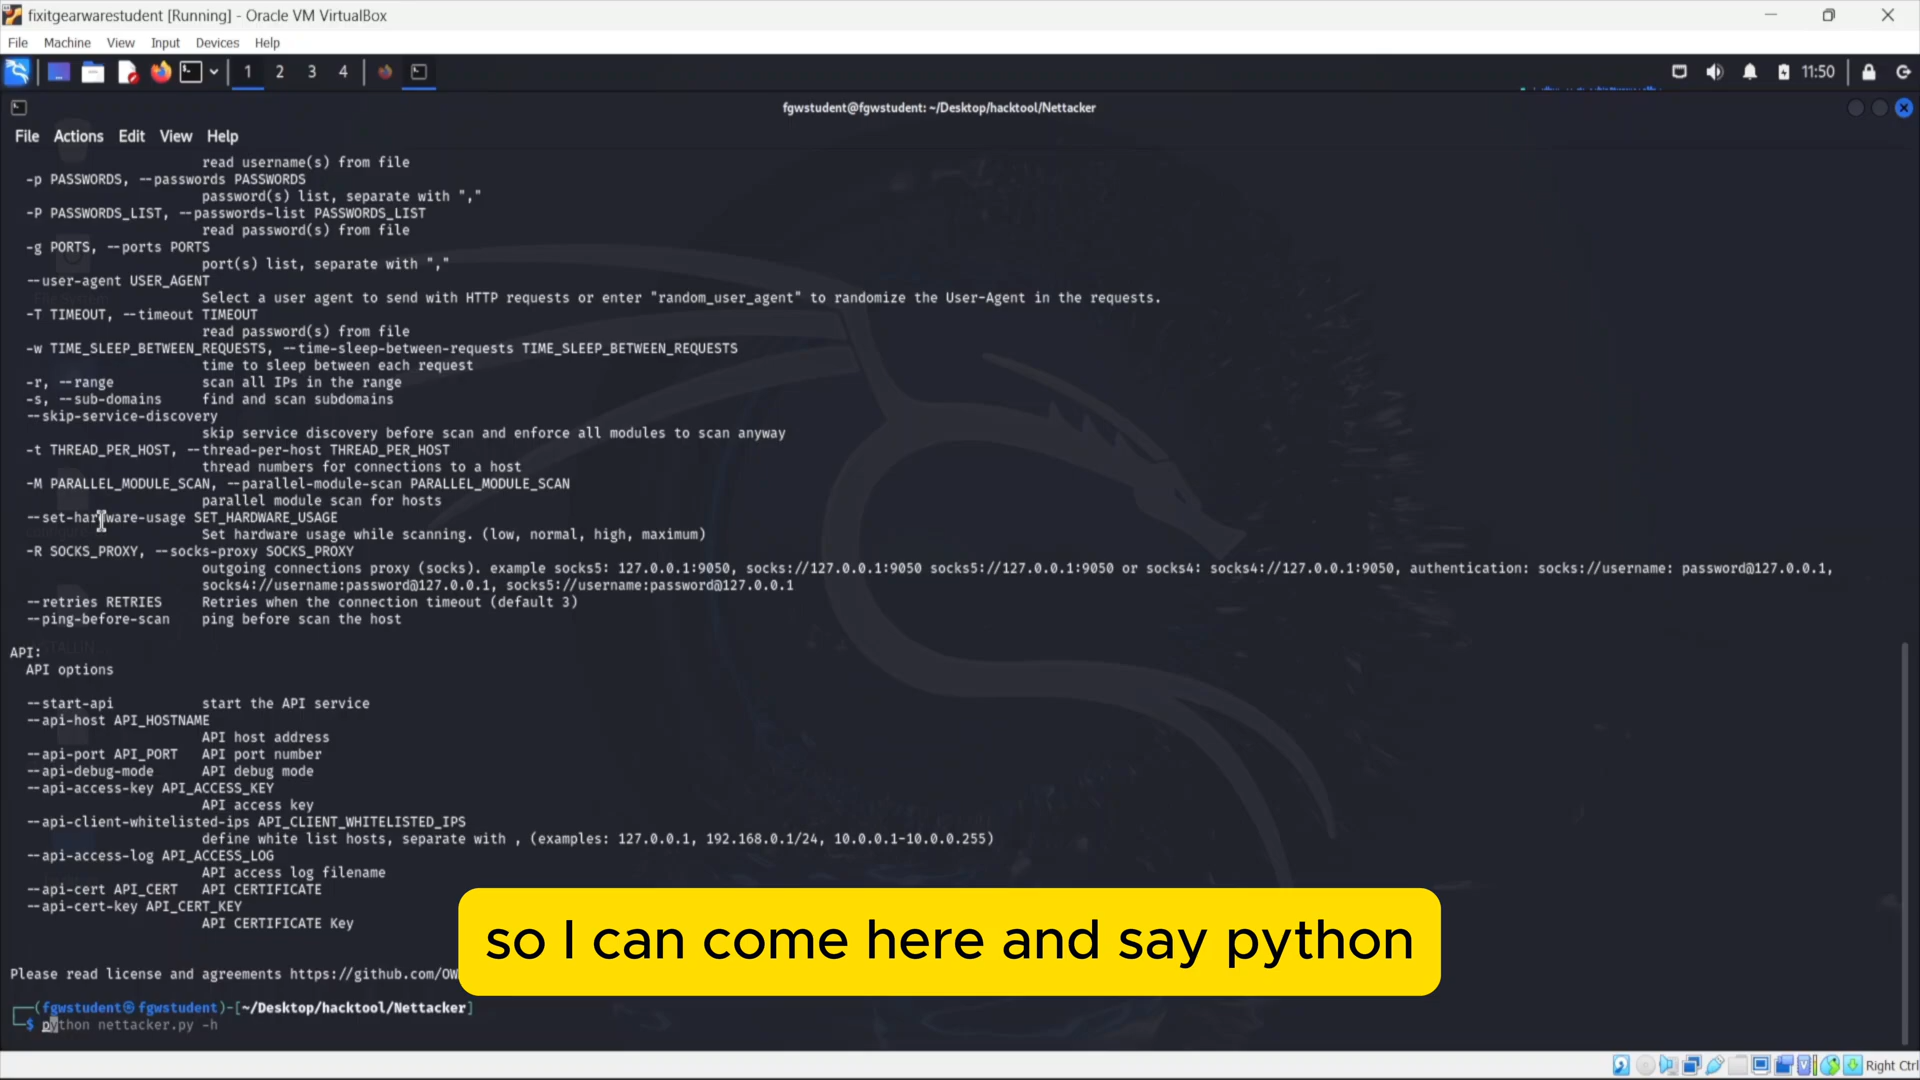 fixitgearwarestudent [Running] - Oracle VM VirtualBox
File Machine View Input Devices Help
1 2 3 4 11:50
fgwstudent@fgwstudent: ~/Desktop/hacktool/Nettacker
File Actions Edit View Help
read username(s) from file
-p PASSWORDS, --passwords PASSWORDS
password(s) list, separate with ","
-P PASSWORDS_LIST, --passwords-list PASSWORDS_LIST
read password(s) from file
-g PORTS, --ports PORTS
port(s) list, separate with ","
--user-agent USER_AGENT
Select a user agent to send with HTTP requests or enter "random_user_agent" to randomize the User-Agent in the requests.
-T TIMEOUT, --timeout TIMEOUT
read password(s) from file
-w TIME_SLEEP_BETWEEN_REQUESTS, --time-sleep-between-requests TIME_SLEEP_BETWEEN_REQUESTS
time to sleep between each request
-r, --range scan all IPs in the range
-s, --sub-domains find and scan subdomains
--skip-service-discovery
skip service discovery before scan and enforce all modules to scan anyway
-t THREAD_PER_HOST, --thread-per-host THREAD_PER_HOST
thread numbers for connections to a host
-M PARALLEL_MODULE_SCAN, --parallel-module-scan PARALLEL_MODULE_SCAN
parallel module scan for hosts
--set-hardware-usage SET_HARDWARE_USAGE
Set hardware usage while scanning. (low, normal, high, maximum)
-R SOCKS_PROXY, --socks-proxy SOCKS_PROXY
outgoing connections proxy (socks). example socks5: 127.0.0.1:9050, socks://127.0.0.1:9050 socks5://127.0.0.1:9050 or socks4: socks4://127.0.0.1:9050, authentication: socks://username: password@127.0.0.1,
socks4://username:password@127.0.0.1, socks5://username:password@127.0.0.1
--retries RETRIES Retries when the connection timeout (default 3)
--ping-before-scan ping before scan the host
API:
API options
--start-api start the API service
--api-host API_HOSTNAME
API host address
--api-port API_PORT API port number
--api-debug-mode API debug mode
--api-access-key API_ACCESS_KEY
API access key
--api-client-whitelisted-ips API_CLIENT_WHITELISTED_IPS
define white list hosts, separate with , (examples: 127.0.0.1, 192.168.0.1/24, 10.0.0.1-10.0.0.255)
--api-access-log API_ACCESS_LOG
API access log filename
--api-cert API_CERT API CERTIFICATE
--api-cert-key API_CERT_KEY
API CERTIFICATE Key
so I can come here and say python
Please read license and agreements https://github.com/OW
(fgwstudent㉿fgwstudent)-[~/Desktop/hacktool/Nettacker]
$ python nettacker.py -h
Right Ctrl